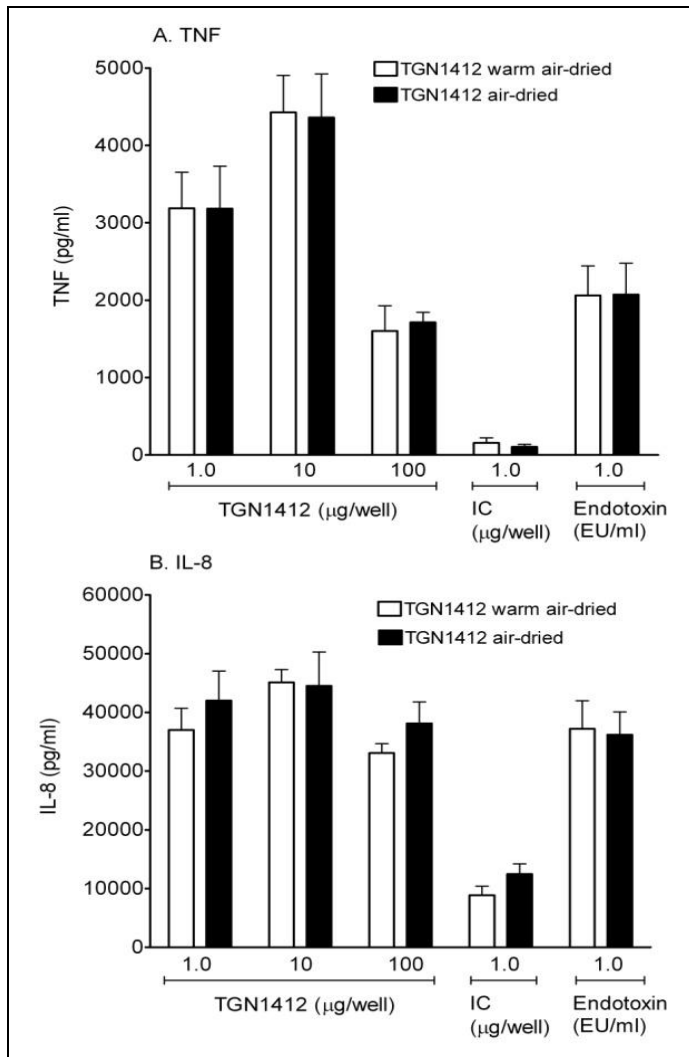 A. TNF
TGN1412 warm air-dried
TGN1412 air-dried
5000
4000
3000
2000
1000
0
TNF (pg/ml)
1.0 10 100 1.0 1.0
TGN1412 (μg/well) IC Endotoxin
(μg/well) (EU/ml)
B. IL-8
TGN1412 warm air-dried
TGN1412 air-dried
60000
50000
40000
30000
20000
10000
0
IL-8 (pg/ml)
1.0 10 100 1.0 1.0
TGN1412 (μg/well) IC Endotoxin
(μg/well) (EU/ml)